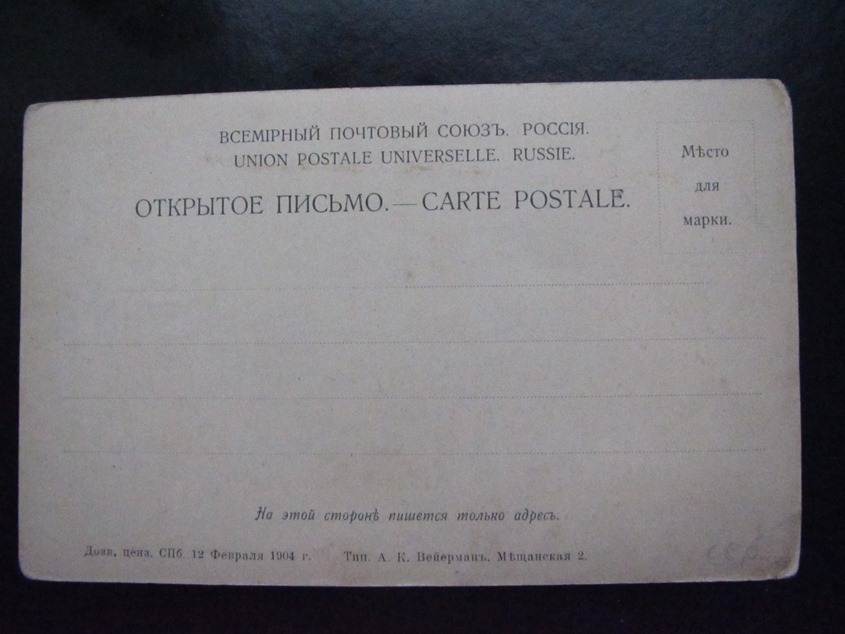 ВСЕМІРНЫЙ ПОЧТОВЫЙ СОЮЗЪ. РОССІЯ.
UNION POSTALE UNIVERSELLE. RUSSIE.
ОТКРЫТОЕ ПИСЬМО.—CARTE POSTALE.
Мѣсто
для
марки.
На этой сторонѣ пишется только адресъ.
Дозв. цена. СПб. 12 Февраля 1904 г. Тип. А. К. Вейерманъ, Мѣщанская 2.